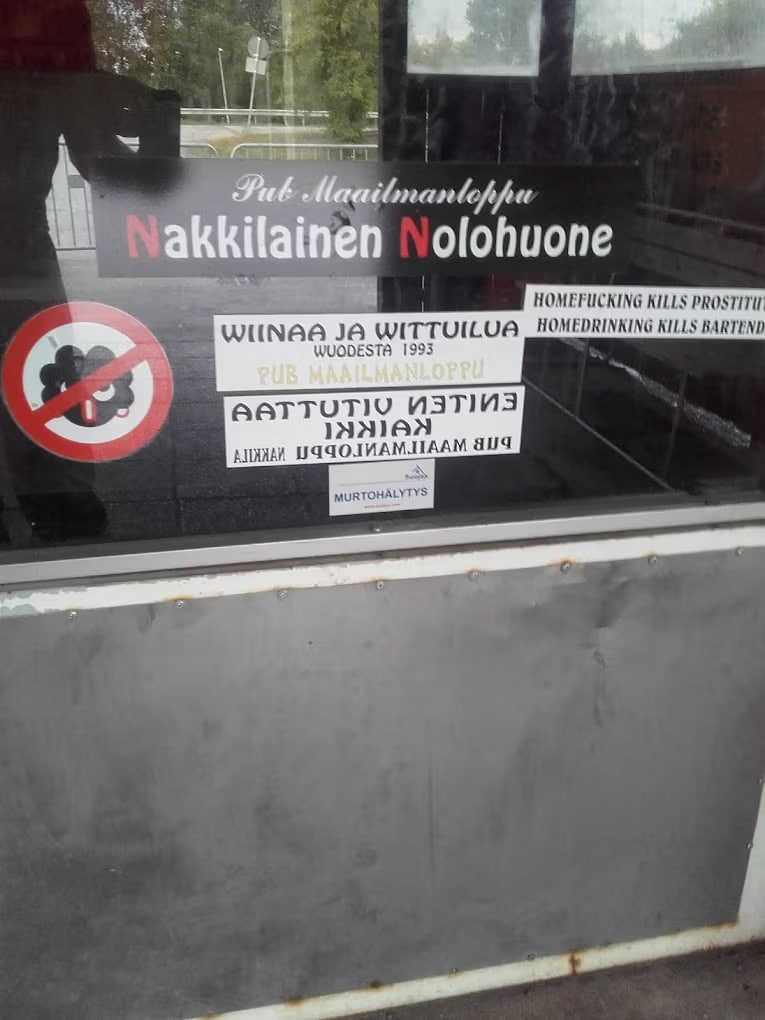 Pub Maailmanloppu
Nakkilainen Nolohuone
HOMEFUCKING KILLS PROSTITUT
HOMEDRINKING KILLS BARTEND
WIINAA JA WITTUILUA
WUODESTA 1993
PUB MAAILMANLOPPU
ENITEN VITUTTAA
KAIKKI
PUB MAAILMANLOPPU NAKKILA
MURTOHÄLYTYS